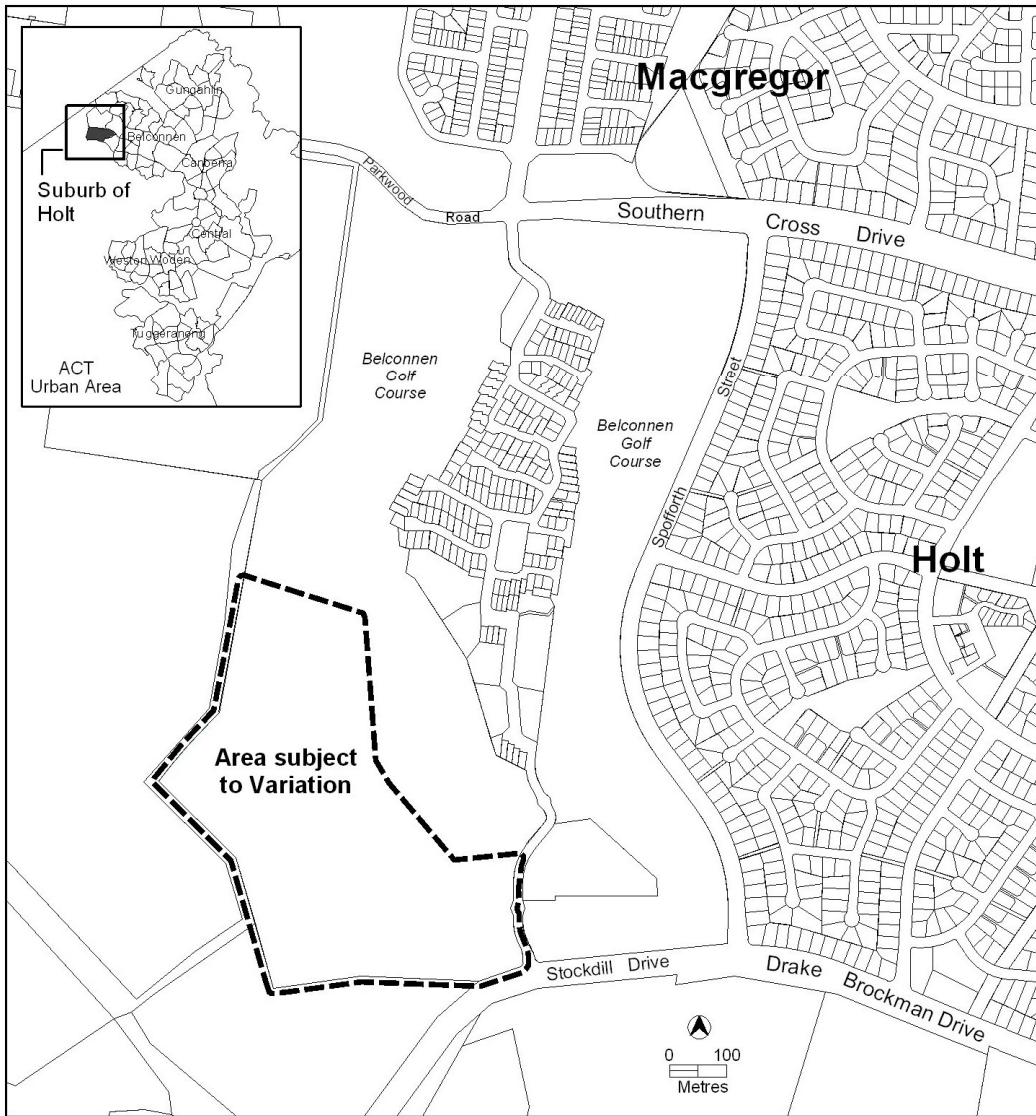 Gungahlin
Belconnen
Canberra
Central
Weston Woden
Tuggeranong
Suburb of
Holt
ACT
Urban Area
Macgregor
Parkwood
Road
Southern
Cross Drive
Belconnen
Golf
Course
Belconnen
Golf
Course
Spofforth
Street
Holt
Area subject
to Variation
Stockdill Drive
Drake Brockman Drive
0 100
Metres